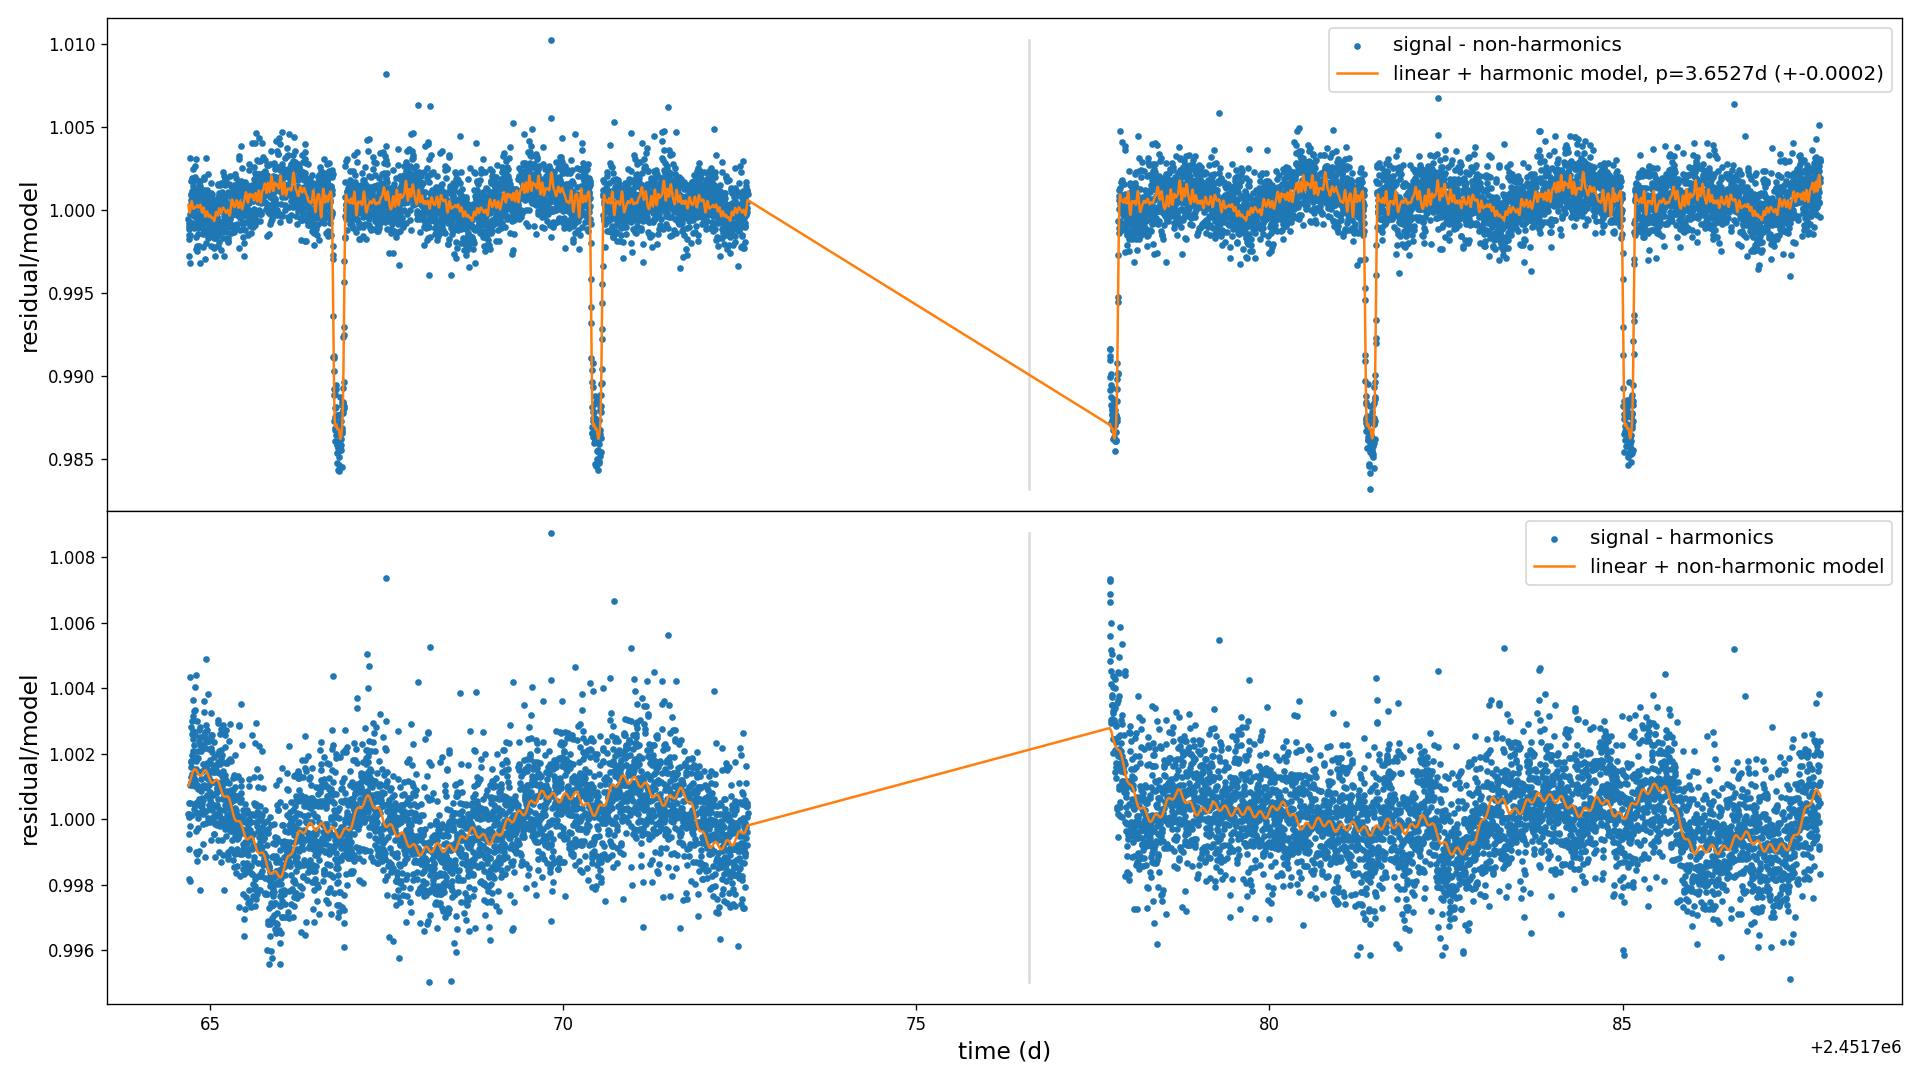 1.010
1.005
1.000
0.995
0.990
0.985
residual/model
signal - non-harmonics
linear + harmonic model, p=3.6527d (+-0.0002)
1.008
1.006
1.004
1.002
1.000
0.998
0.996
residual/model
signal - harmonics
linear + non-harmonic model
65 70 75 80 85
time (d)
+2.4517e6